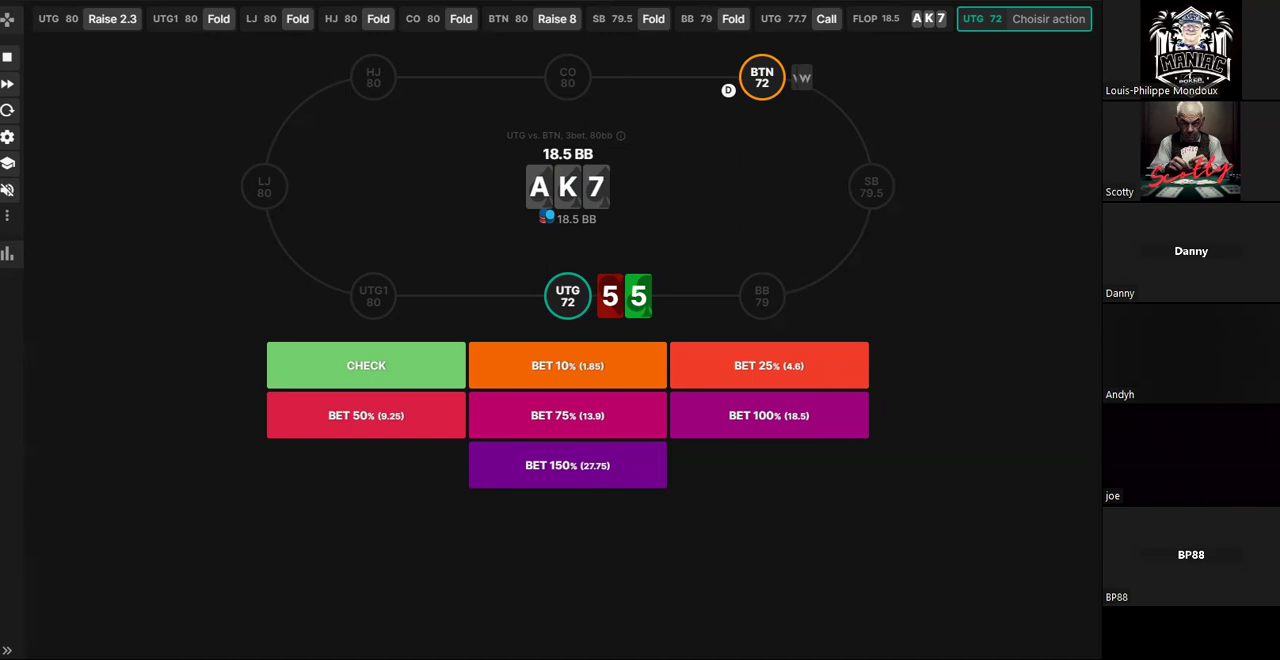 UTG 80 Raise 2.3 UTG1 80 Fold LJ 80 Fold HJ 80 Fold CO 80 Fold BTN 80 Raise 8 SB 79.5 Fold BB 79 Fold UTG 77.7 Call FLOP 18.5 A K 7 UTG 72 Choisir action
HJ
80
CO
80
BTN
72
D
W
UTG vs. BTN, 3bet, 80bb
18.5 BB
A K 7
18.5 BB
LJ
80
SB
79.5
UTG1
80
UTG
72
5 5
BB
79
CHECK
BET 10% (1.85)
BET 25% (4.6)
BET 50% (9.25)
BET 75% (13.9)
BET 100% (18.5)
BET 150% (27.75)
MANIAC
POKER
Louis-Philippe Mondoux
Scotty
Scotty
Danny
Danny
Andyh
joe
BP88
BP88